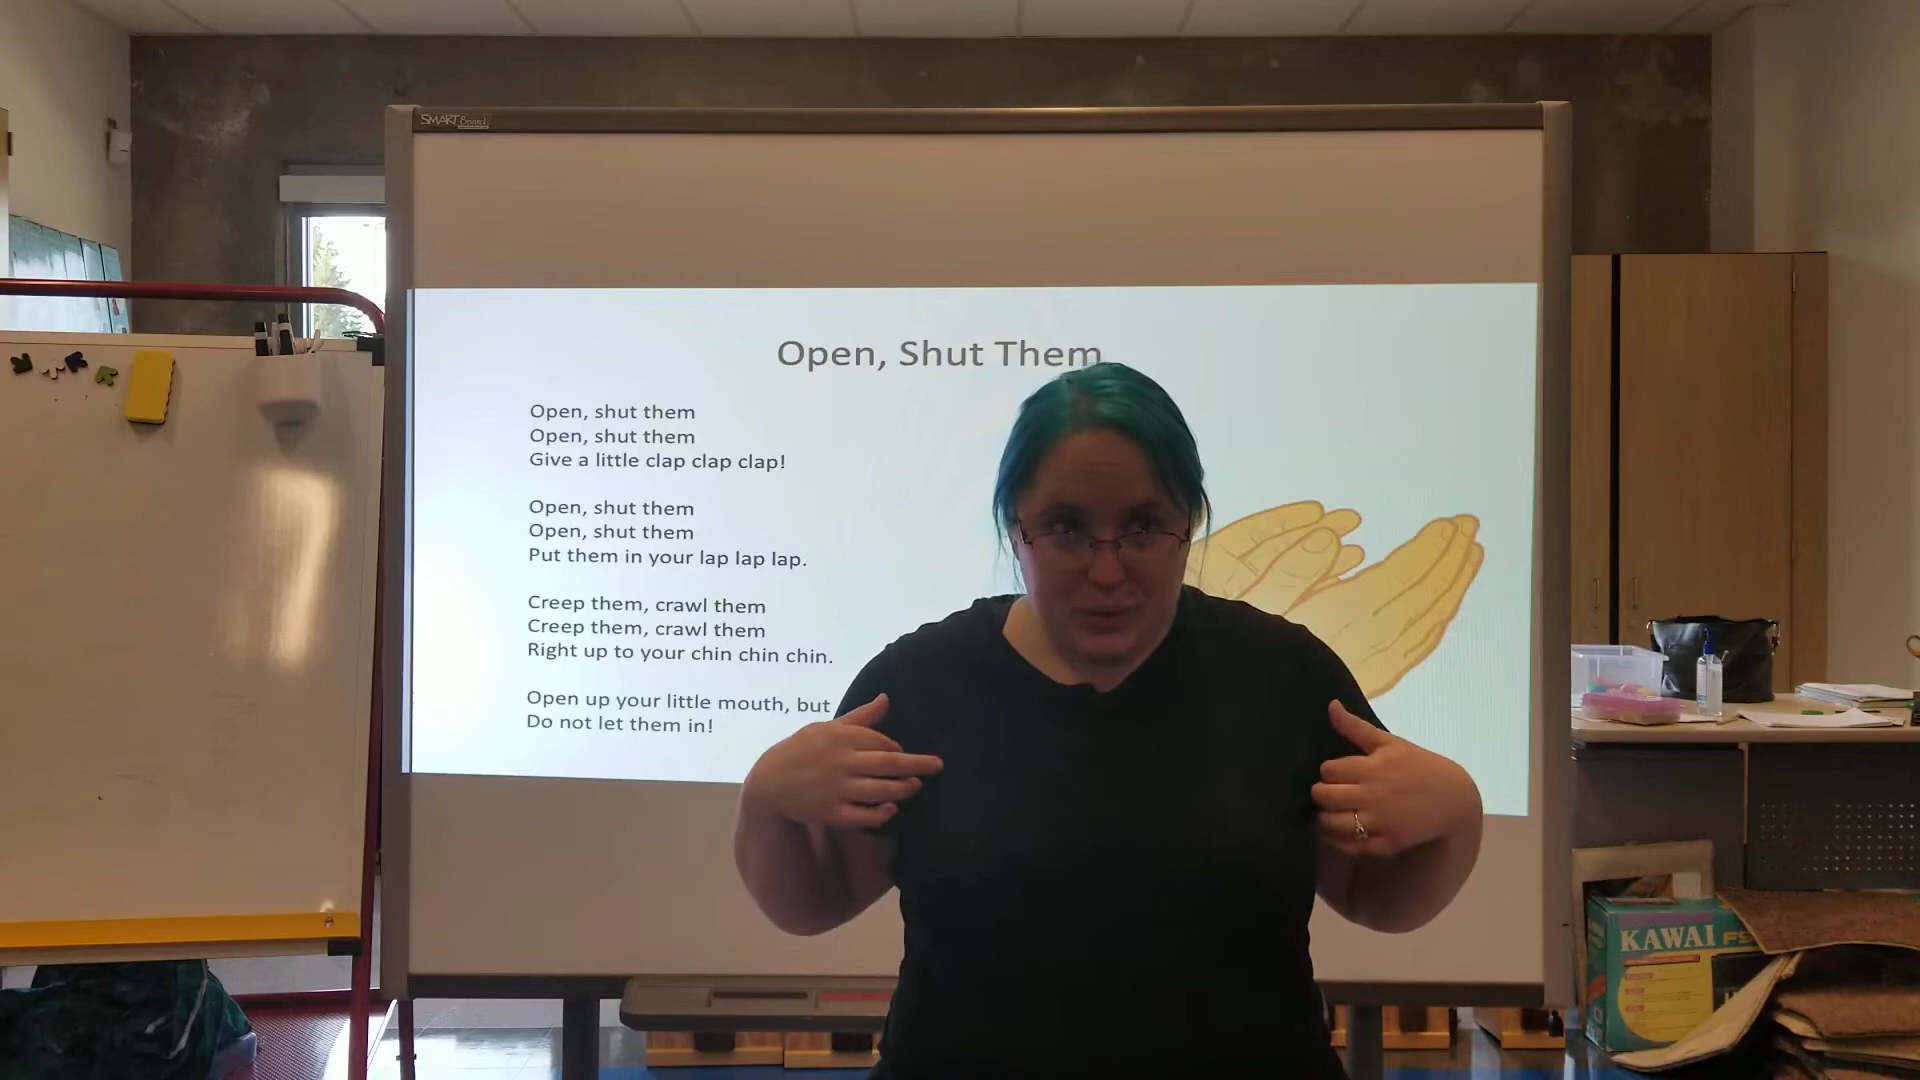 SMART Board
Open, Shut Them
Open, shut them
Open, shut them
Give a little clap clap clap!
Open, shut them
Open, shut them
Put them in your lap lap lap.
Creep them, crawl them
Creep them, crawl them
Right up to your chin chin chin.
Open up your little mouth, but
Do not let them in!
KAWAI FS